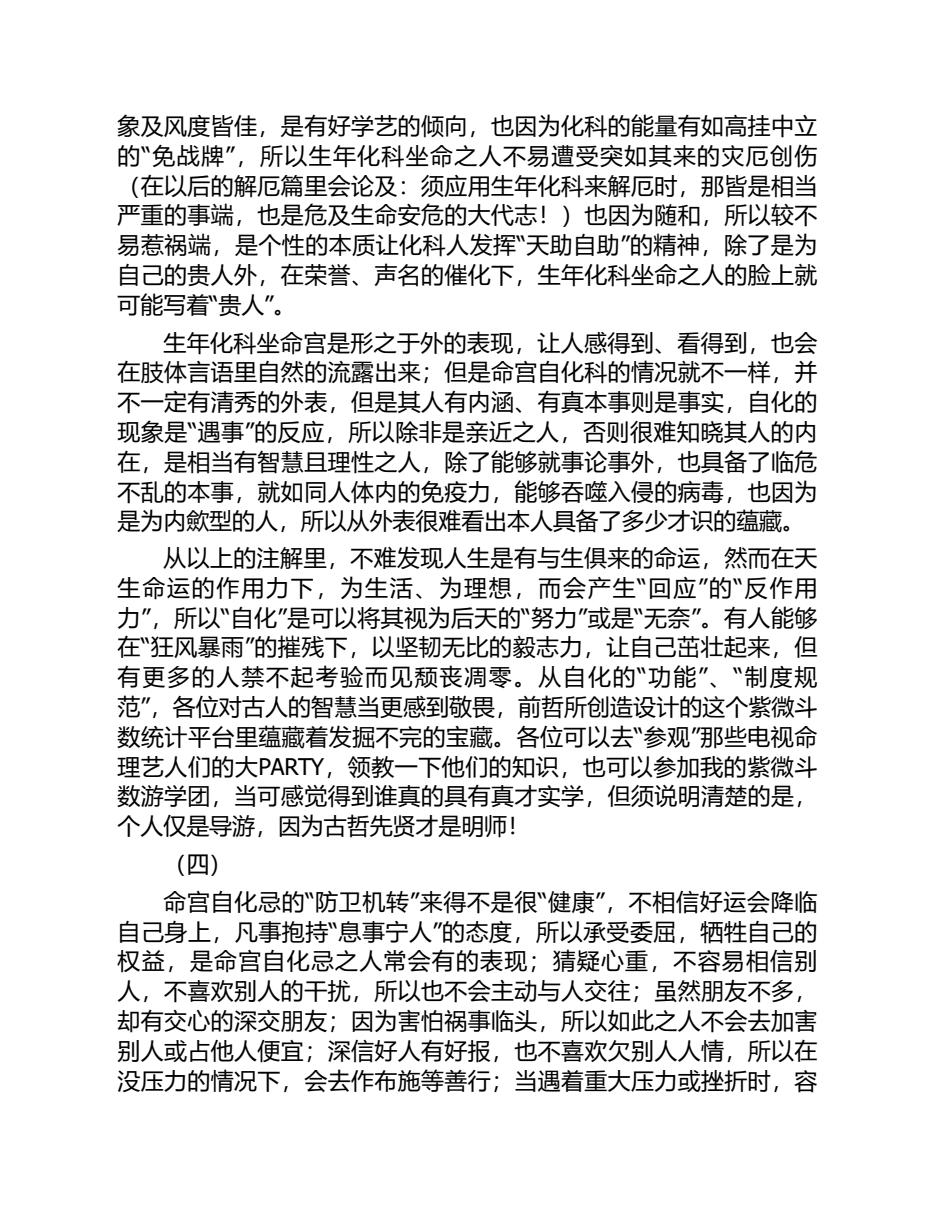 象及风度皆佳，是有好学艺的倾向，也因为化科的能量有如高挂中立
的“免战牌”，所以生年化科坐命之人不易遭受突如其来的灾厄创伤
（在以后的解厄篇里会论及：须应用生年化科来解厄时，那皆是相当
严重的事端，也是危及生命安危的大代志！）也因为随和，所以较不
易惹祸端，是个性的本质让化科人发挥“天助自助”的精神，除了是为
自己的贵人外，在荣誉、声名的催化下，生年化科坐命之人的脸上就
可能写着“贵人”。
生年化科坐命宫是形之于外的表现，让人感得到、看得到，也会
在肢体言语里自然的流露出来；但是命宫自化科的情况就不一样，并
不一定有清秀的外表，但是其人有内涵、有真本事则是事实，自化的
现象是“遇事”的反应，所以除非是亲近之人，否则很难知晓其人的内
在，是相当有智慧且理性之人，除了能够就事论事外，也具备了临危
不乱的本事，就如同人体内的免疫力，能够吞噬入侵的病毒，也因为
是为内歛型的人，所以从外表很难看出本人具备了多少才识的蕴藏。
从以上的注解里，不难发现人生是有与生俱来的命运，然而在天
生命运的作用力下，为生活、为理想，而会产生“回应”的“反作用
力”，所以“自化”是可以将其视为后天的“努力”或是“无奈”。有人能够
在“狂风暴雨”的摧残下，以坚韧无比的毅志力，让自己茁壮起来，但
有更多的人禁不起考验而见颓丧凋零。从自化的“功能”、“制度规
范”，各位对古人的智慧当更感到敬畏，前哲所创造设计的这个紫微斗
数统计平台里蕴藏着发掘不完的宝藏。各位可以去“参观”那些电视命
理艺人们的大PARTY，领教一下他们的知识，也可以参加我的紫微斗
数游学团，当可感觉得到谁真的具有真才实学，但须说明清楚的是，
个人仅是导游，因为古哲先贤才是明师！
（四）
命宫自化忌的“防卫机转”来得不是很“健康”，不相信好运会降临
自己身上，凡事抱持“息事宁人”的态度，所以承受委屈，牺牲自己的
权益，是命宫自化忌之人常会有的表现；猜疑心重，不容易相信别
人，不喜欢别人的干扰，所以也不会主动与人交往；虽然朋友不多，
却有交心的深交朋友；因为害怕祸事临头，所以如此之人不会去加害
别人或占他人便宜；深信好人有好报，也不喜欢欠别人人情，所以在
没压力的情况下，会去作布施等善行；当遇着重大压力或挫折时，容